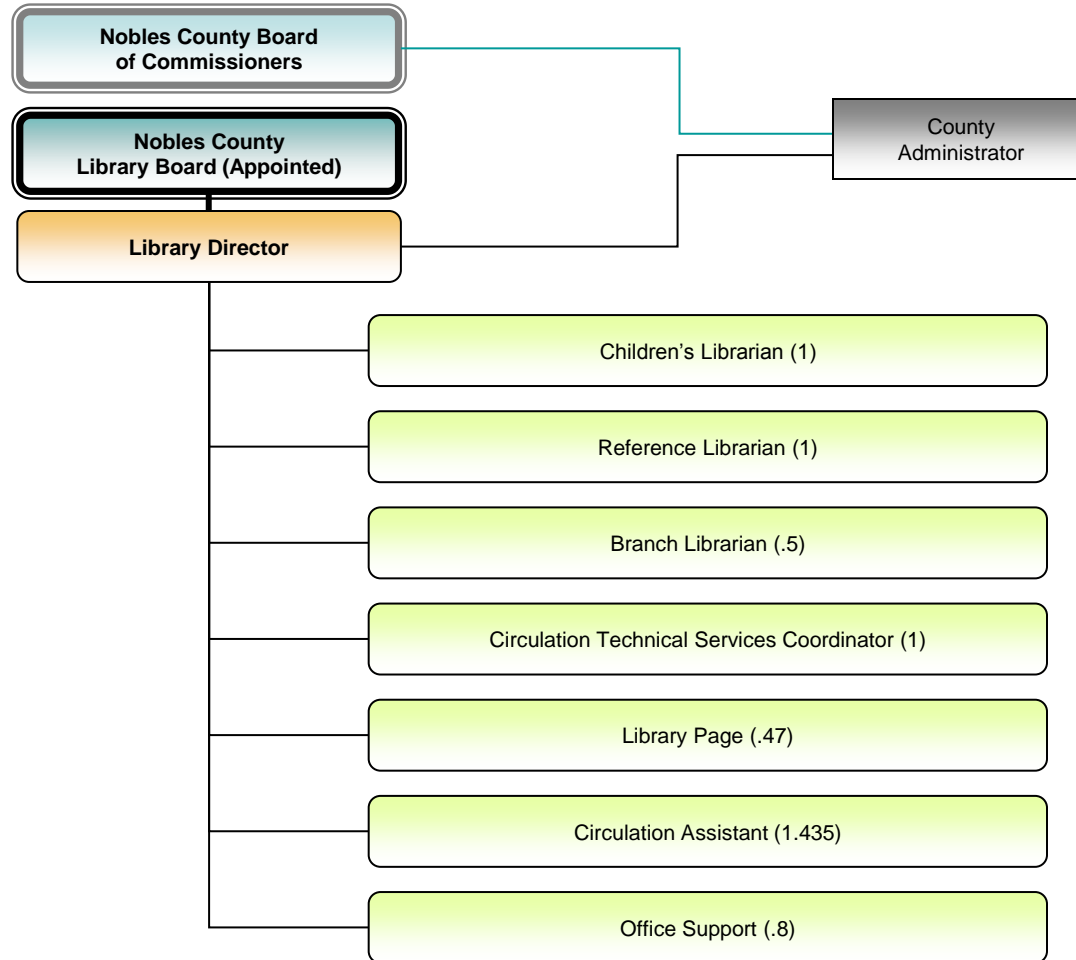 Nobles County Board
of Commissioners
County
Administrator
Nobles County
Library Board (Appointed)
Library Director
Children’s Librarian (1)
Reference Librarian (1)
Branch Librarian (.5)
Circulation Technical Services Coordinator (1)
Library Page (.47)
Circulation Assistant (1.435)
Office Support (.8)